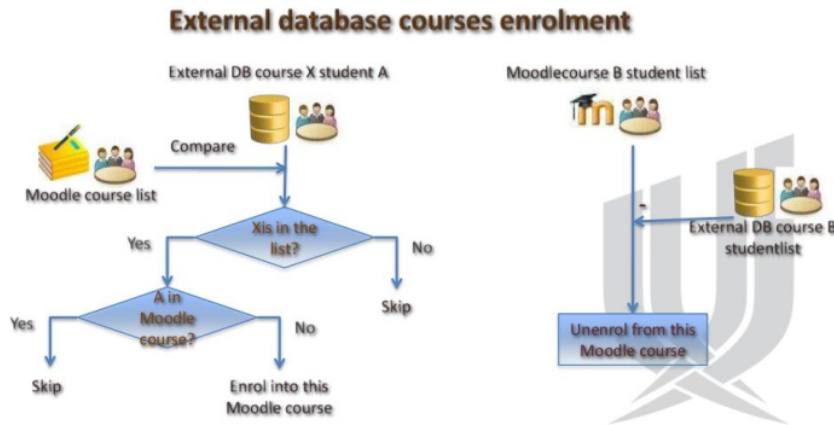 External database courses enrolment
External DB course X student A
Moodlecourse B student list
Compare
Moodle course list
External DB course B
studentlist
Xis in the
list?
Yes
No
Skip
A in
Moodle
course?
Yes
No
Skip
Enrol into this
Moodle course
-
Unenrol from this
Moodle course